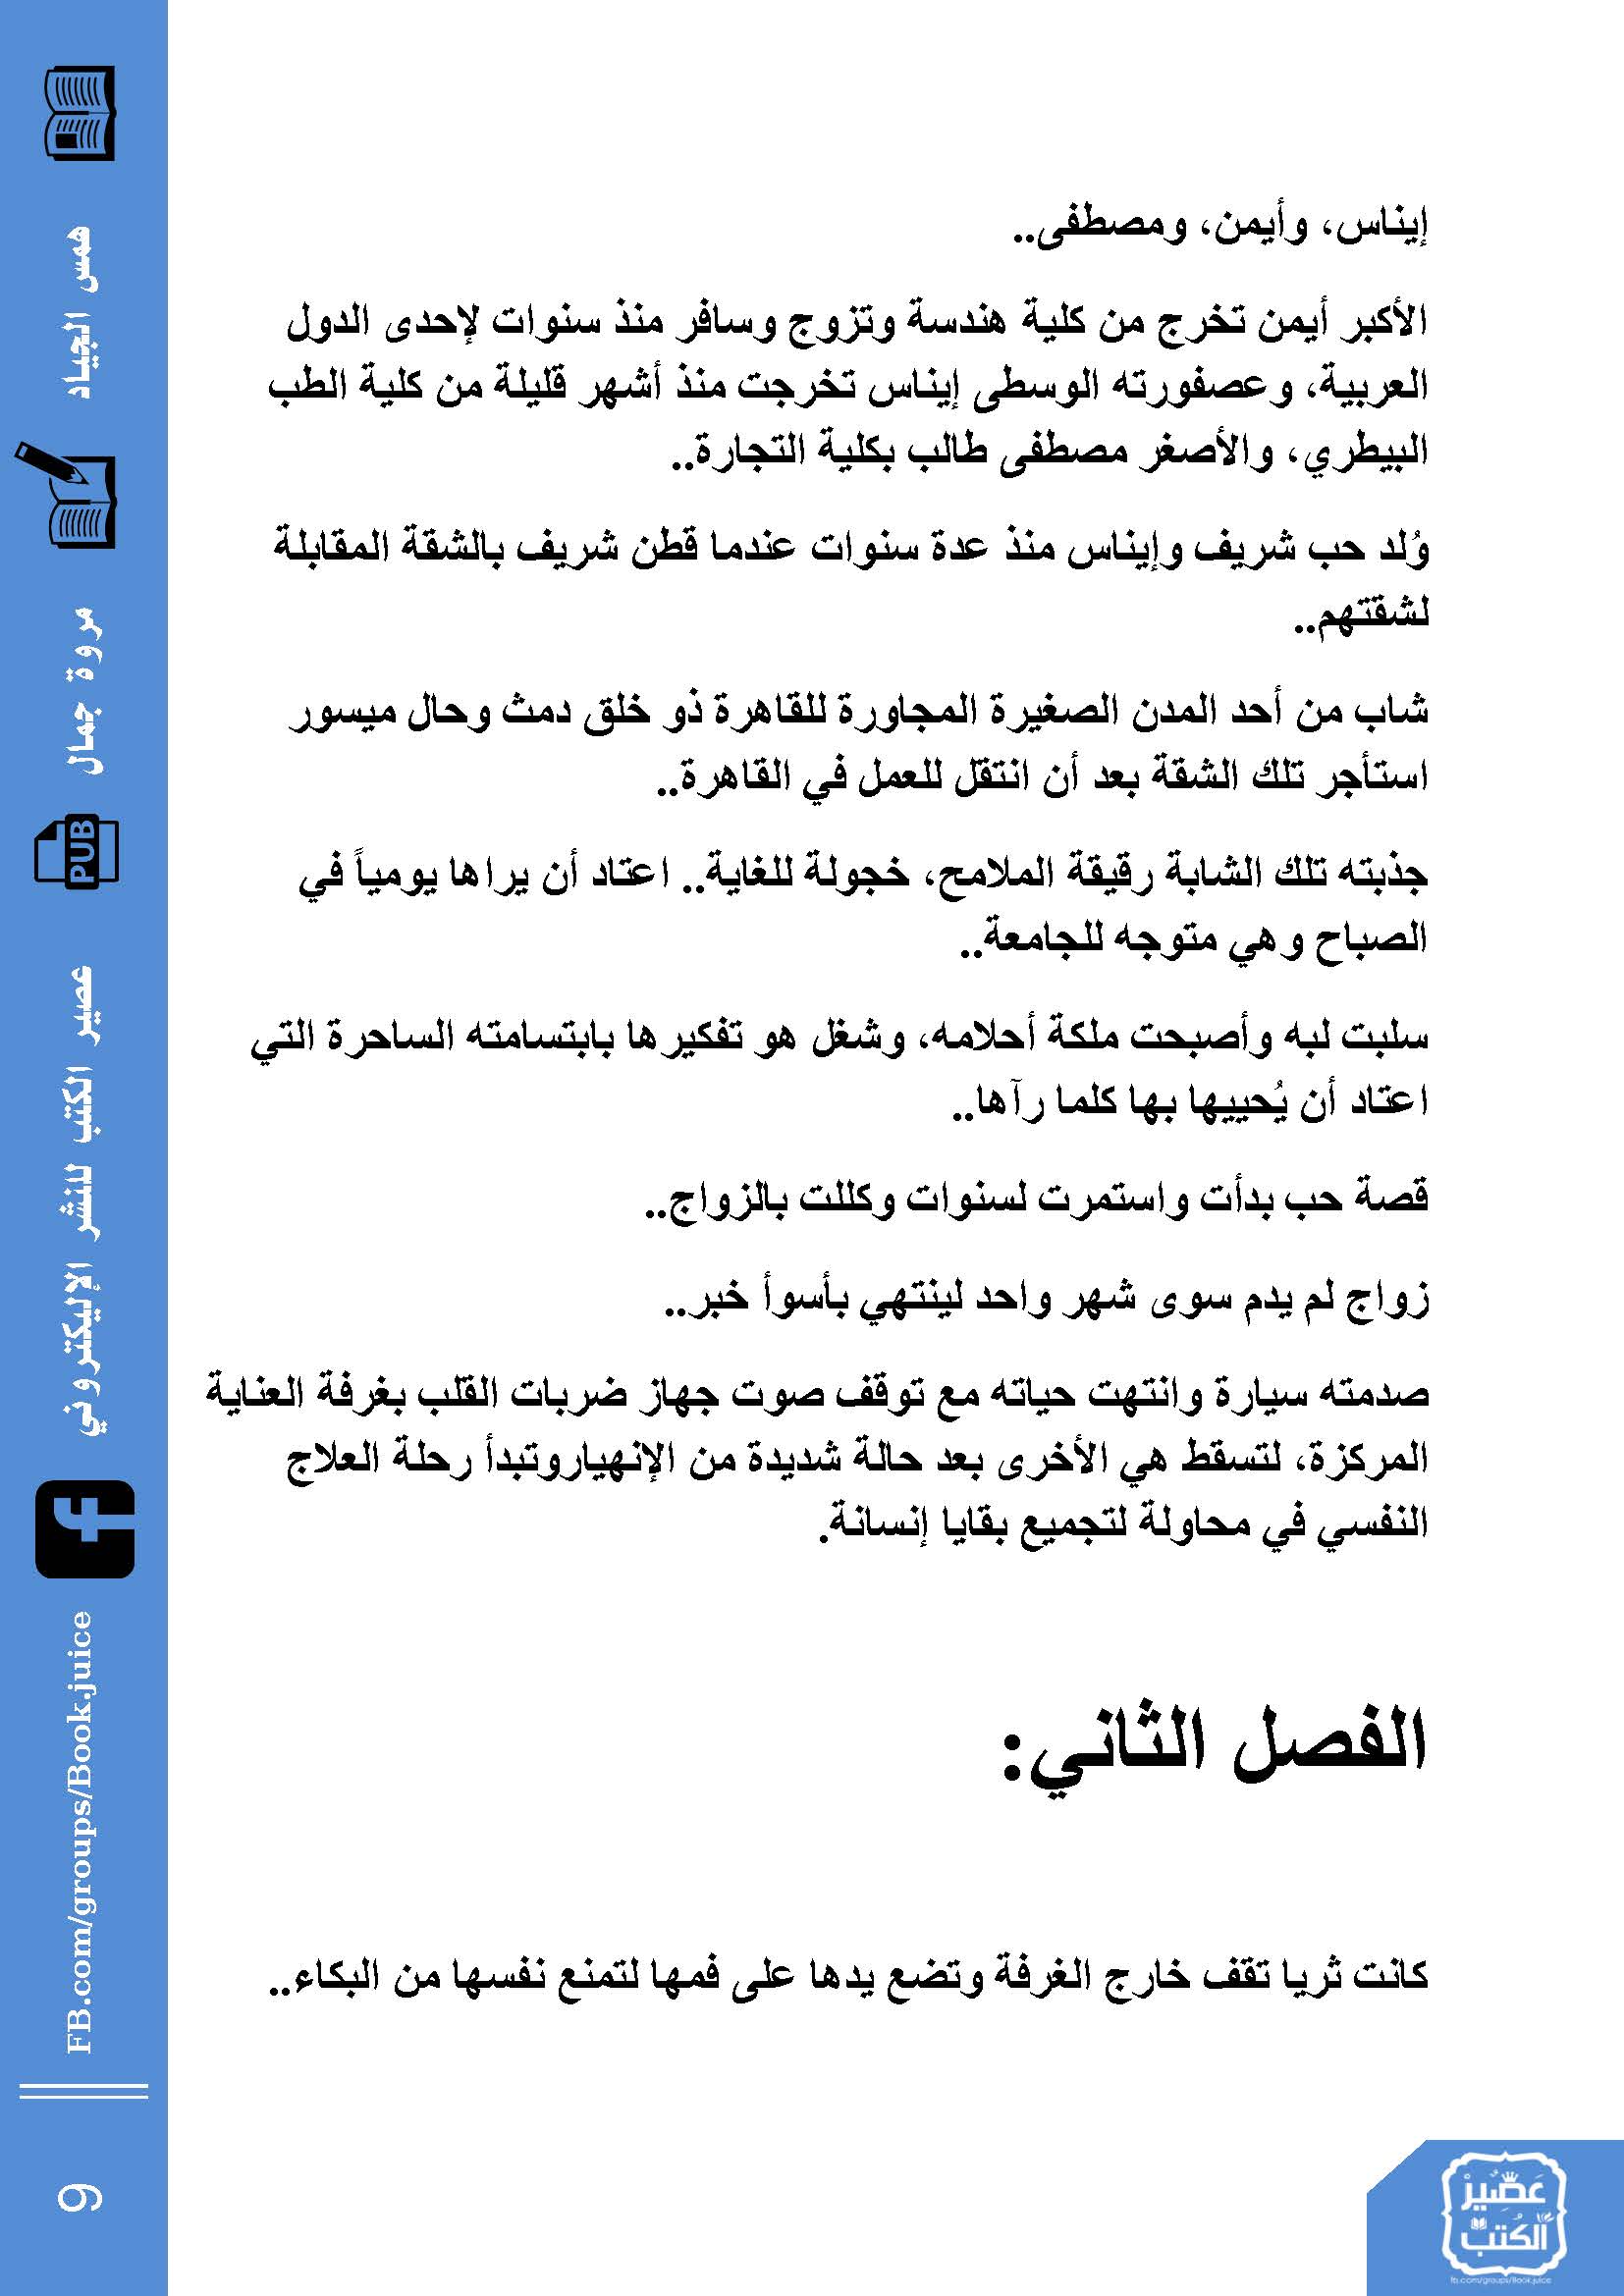 إيناس، وأيمن، ومصطفى..
الأكبر أيمن تخرج من كلية هندسة وتزوج وسافر منذ سنوات لإحدى الدول
العربية، وعصفورته الوسطى إيناس تخرجت منذ أشهر قليلة من كلية الطب
البيطري، والأصغر مصطفى طالب بكلية التجارة..
وُلد حب شريف وإيناس منذ عدة سنوات عندما قطن شريف بالشقة المقابلة
لشقتهم..
شاب من أحد المدن الصغيرة المجاورة للقاهرة ذو خلق دمث وحال ميسور
استأجر تلك الشقة بعد أن انتقل للعمل في القاهرة..
جذبته تلك الشابة رقيقة الملامح، خجولة للغاية.. اعتاد أن يراها يومياً في
الصباح وهي متوجه للجامعة..
سلبت لبه وأصبحت ملكة أحلامه، وشغل هو تفكيرها بابتسامته الساحرة التي
اعتاد أن يُحييها بها كلما رآها..
قصة حب بدأت واستمرت لسنوات وكللت بالزواج..
زواج لم يدم سوى شهر واحد لينتهي بأسوأ خبر..
صدمته سيارة وانتهت حياته مع توقف صوت جهاز ضربات القلب بغرفة العناية
المركزة، لتسقط هي الأخرى بعد حالة شديدة من الإنهياروتبدأ رحلة العلاج
النفسي في محاولة لتجميع بقايا إنسانة.
الفصل الثاني:
كانت ثريا تقف خارج الغرفة وتضع يدها على فمها لتمنع نفسها من البكاء..
همس الجياد
مروة جمال
PUB
عصير الكتب للنشر الإليكتروني
FB.com/groups/Book.juice
9
عَصِيرُ
الكُتب
fb.com/groups/Book.juice